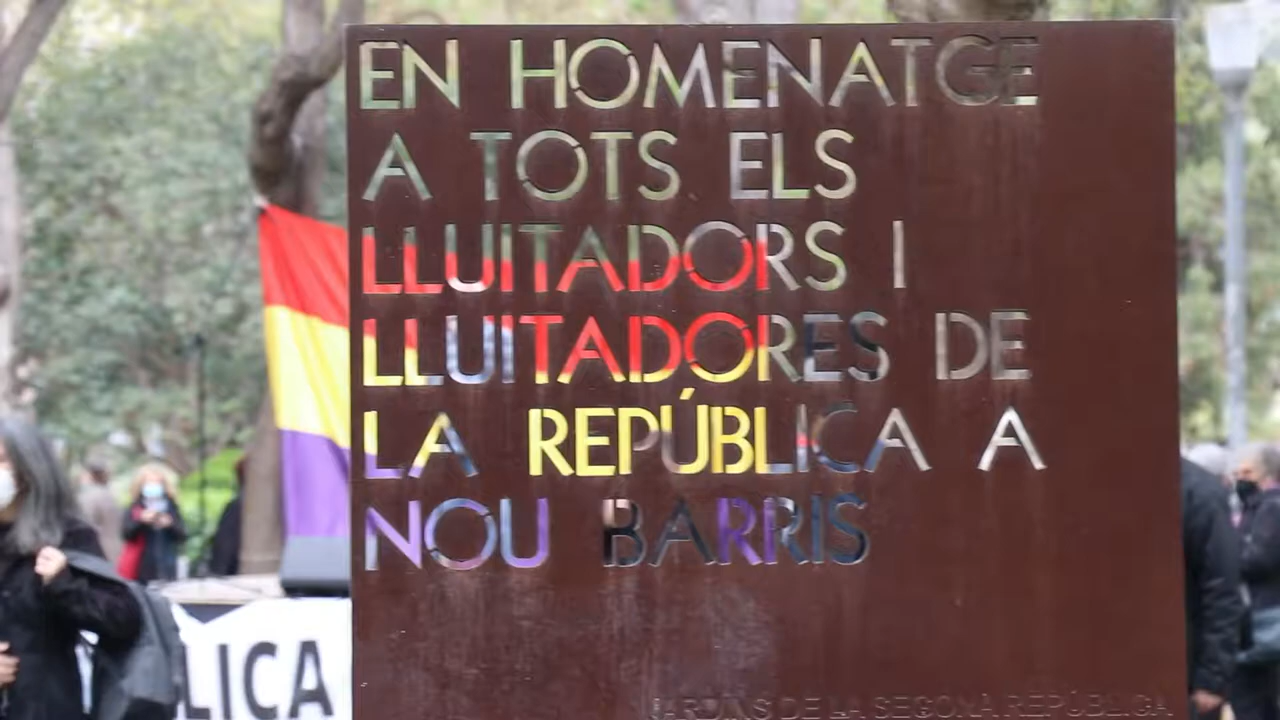 EN HOMENATGE
A TOTS ELS
LLUITADORS I
LLUITADORES DE
LA REPÚBLICA A
NOU BARRIS
LICA
JARDINS DE LA SEGONA REPÚBLICA